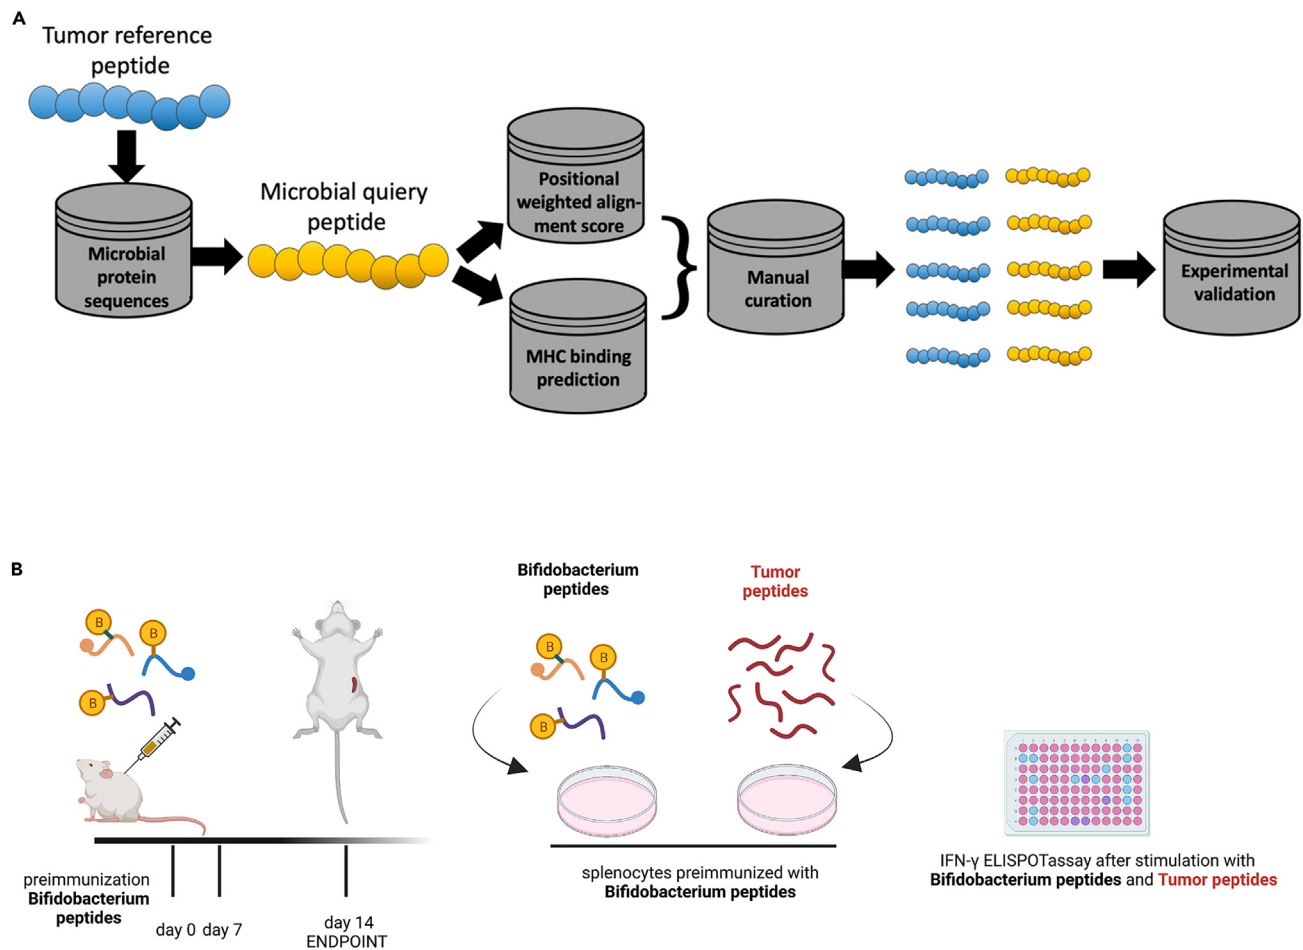 A
Tumor reference
peptide
Microbial
protein
sequences
Microbial quiery
peptide
Positional
weighted align-
ment score
MHC binding
prediction
Manual
curation
Experimental
validation
B
B
B
B
preimmunization
Bifidobacterium
peptides
day 0 day 7
day 14
ENDPOINT
Bifidobacterium
peptides
Tumor
peptides
B
B
B
splenocytes preimmunized with
Bifidobacterium peptides
IFN-γ ELISPOTassay after stimulation with
Bifidobacterium peptides and Tumor peptides